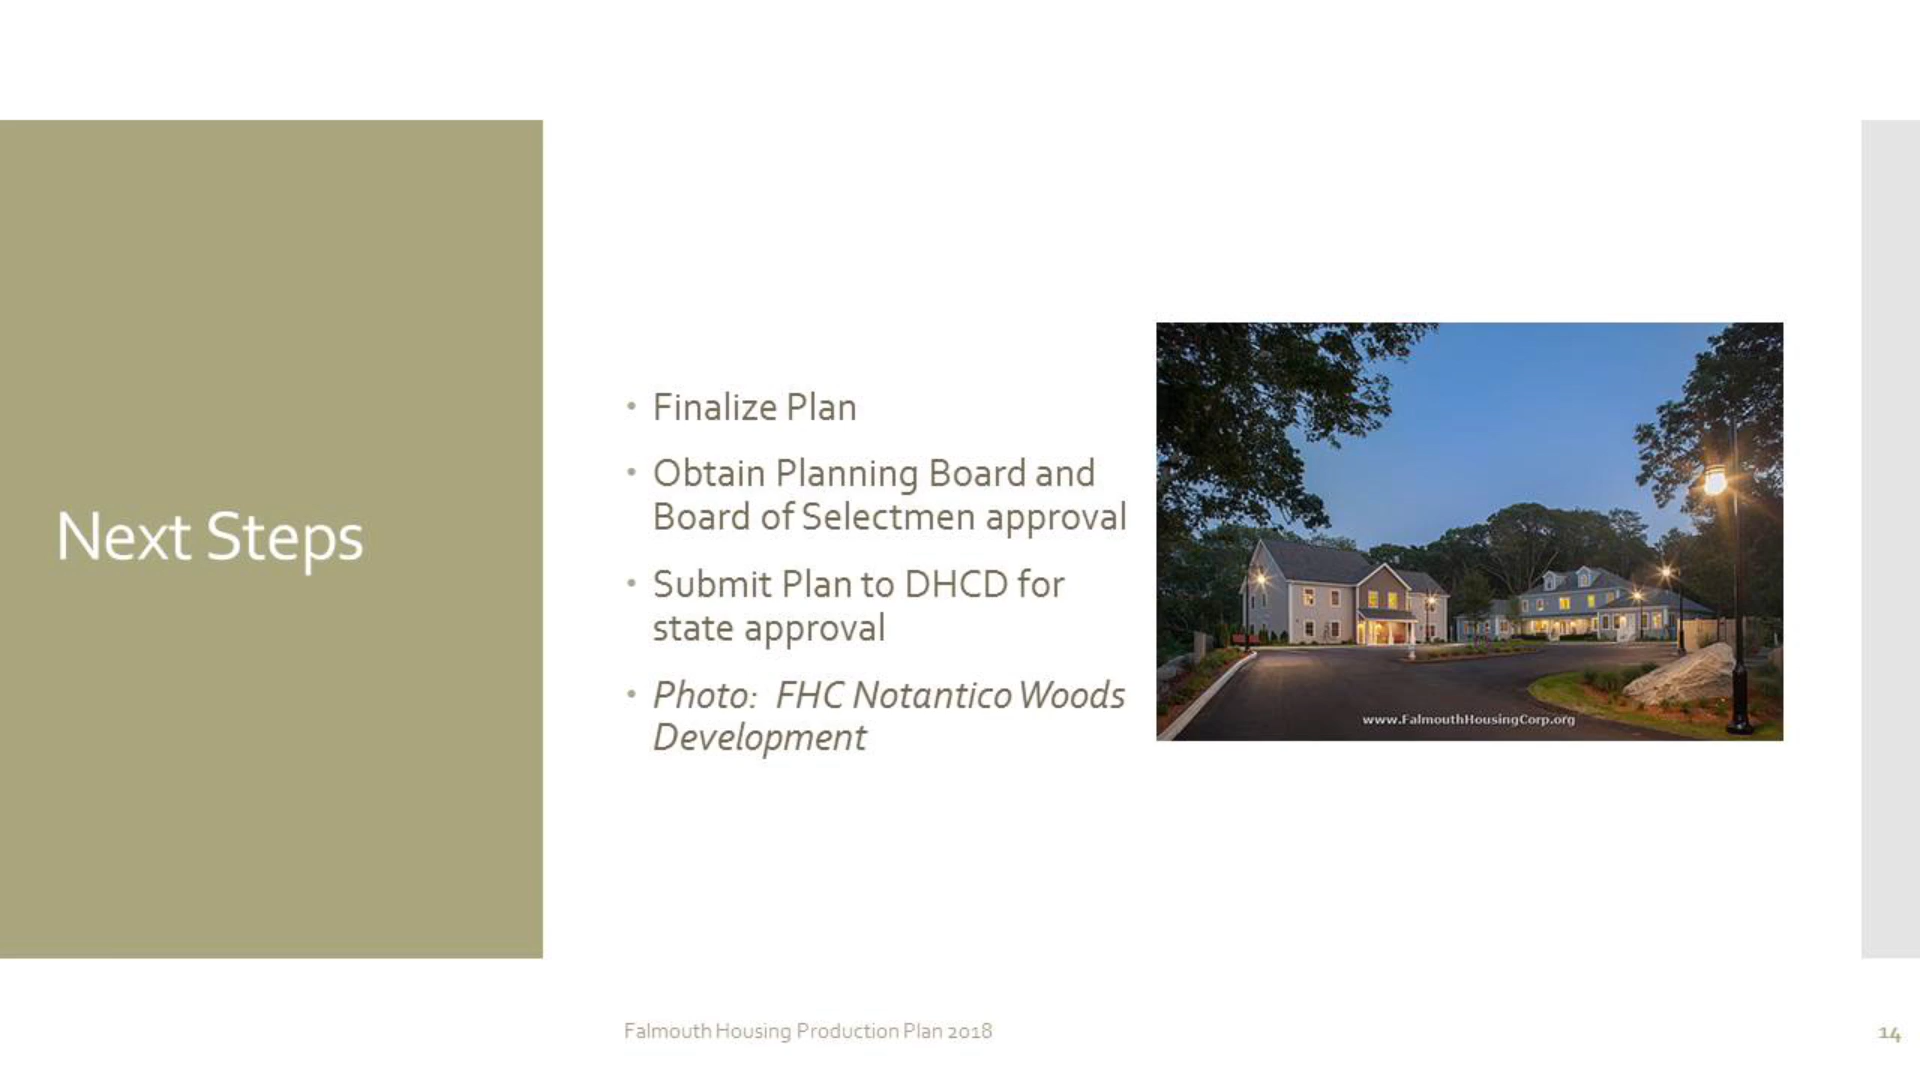 Next Steps
• Finalize Plan
• Obtain Planning Board and
Board of Selectmen approval
• Submit Plan to DHCD for
state approval
• Photo: FHC Notantico Woods
Development
www.FalmouthHousingCorp.org
Falmouth Housing Production Plan 2018
14